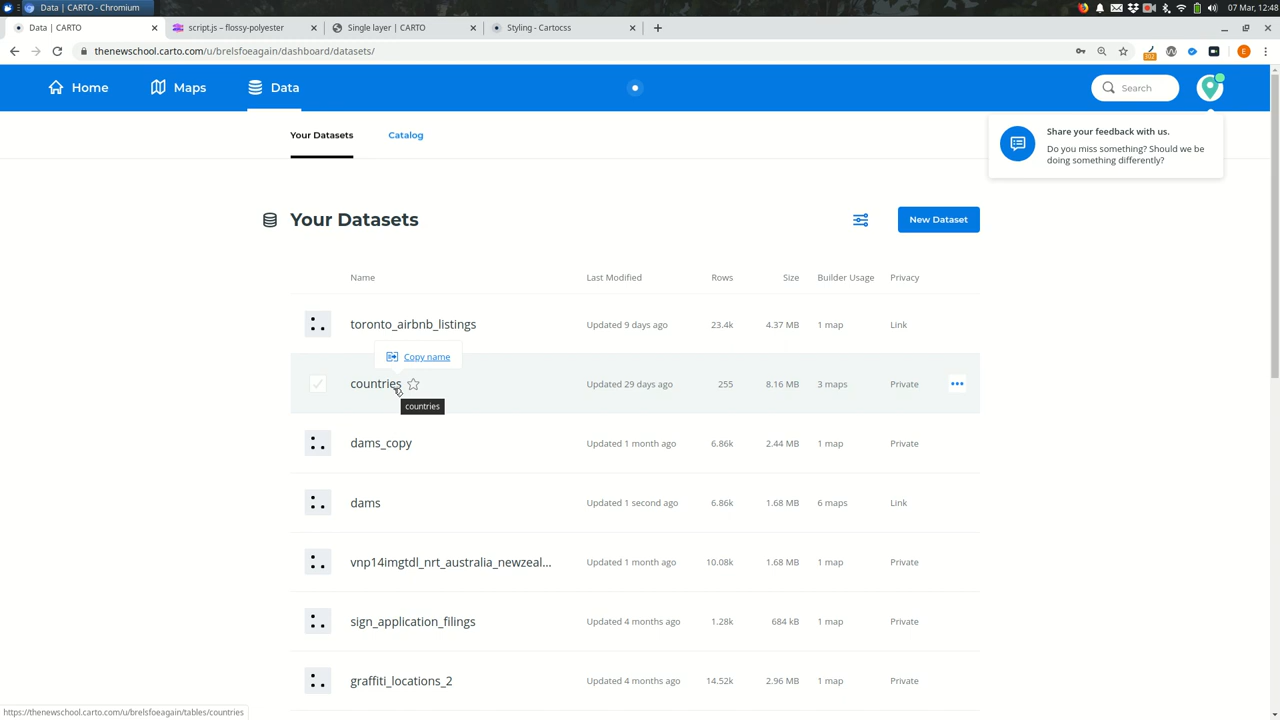 Data | CARTO - Chromium
07 Mar, 12:48
Data | CARTO
script.js – flossy-polyester
Single layer | CARTO
Styling - Cartocss
thenewschool.carto.com/u/brelsfoeagain/dashboard/datasets/
E
Home
Maps
Data
Search
Your Datasets
Catalog
Share your feedback with us.
Do you miss something? Should we be
doing something differently?
Your Datasets
New Dataset
Name Last Modified Rows Size Builder Usage Privacy
toronto_airbnb_listings Updated 9 days ago 23.4k 4.37 MB 1 map Link
Copy name
countries Updated 29 days ago 255 8.16 MB 3 maps Private
countries
dams_copy Updated 1 month ago 6.86k 2.44 MB 1 map Private
dams Updated 1 second ago 6.86k 1.68 MB 6 maps Link
vnp14imgtdl_nrt_australia_newzeal... Updated 1 month ago 10.08k 1.68 MB 1 map Private
sign_application_filings Updated 4 months ago 1.28k 684 kB 1 map Private
graffiti_locations_2 Updated 4 months ago 14.52k 2.96 MB 1 map Private
https://thenewschool.carto.com/u/brelsfoeagain/tables/countries